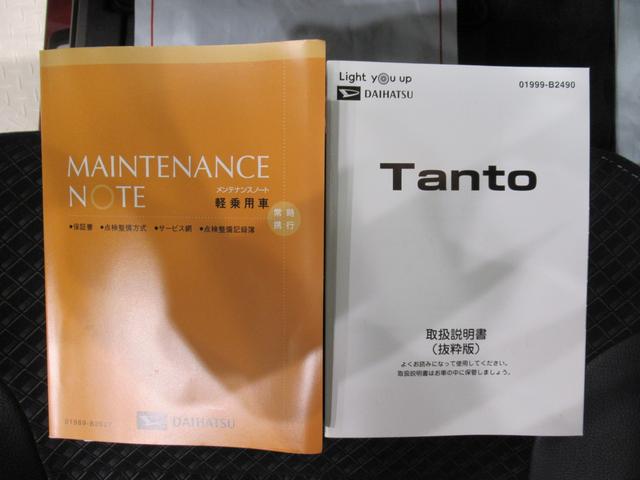 MAINTENANCE
NOTE
メンテナンスノート
軽乗用車
常時
携行
●保証書 ●点検整備方式 ●サービス網 ●点検整備記録簿
DAIHATSU
Light you up
DAIHATSU
01999-B2490
Tanto
取扱説明書
(抜粋版)
よくお読みになって使用してください。
取扱説明書はお車の中に保管しましょう。